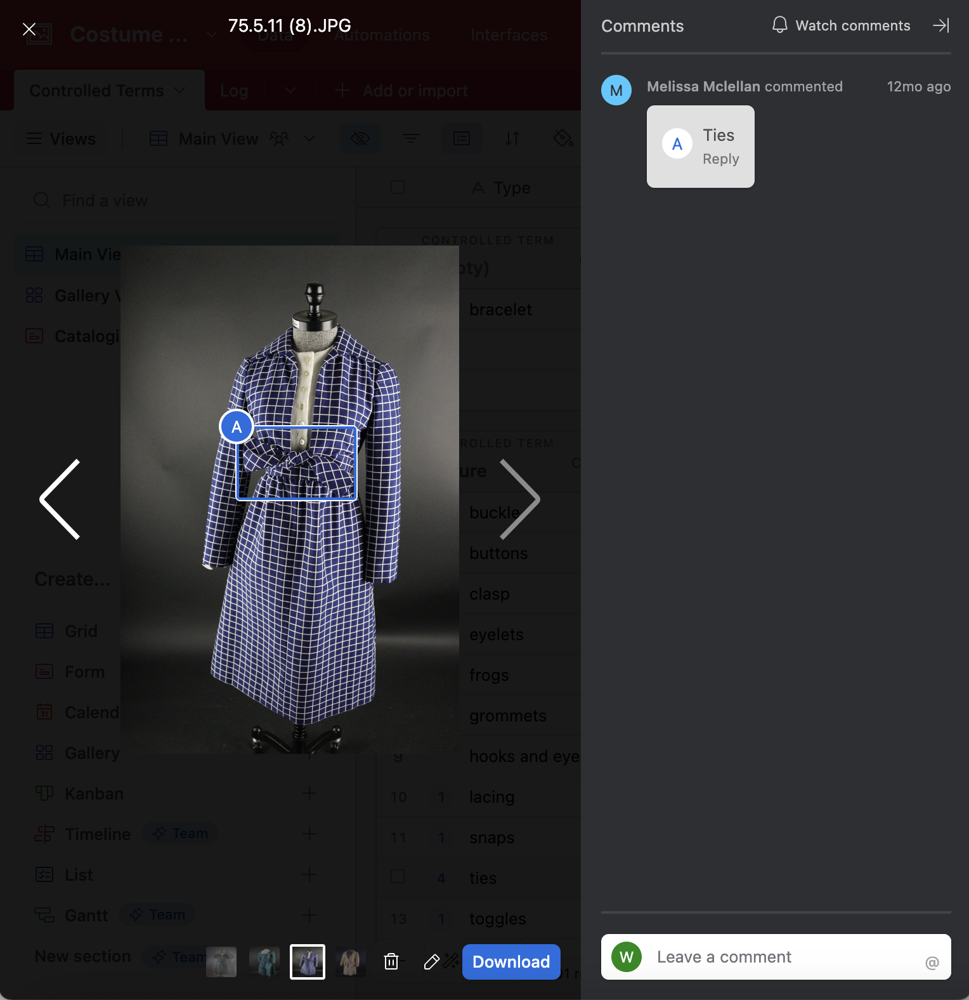 75.5.11 (8).JPG
Costume ...
Data
Automations
Interfaces
Controlled Terms
Log
Add or import
Views
Main View
Find a view
Type
Main Vie
Gallery V
Catalogi
CONTROLLED TERM
pty)
bracelet
ROLLED TERM
C
ure
buckle
buttons
clasp
eyelets
frogs
grommets
9
hooks and eye
10
1
lacing
11
1
snaps
4
ties
13
1
toggles
Create...
Grid
Form
31
Calend
Gallery
Kanban
Timeline
Team
List
Gantt
Team
New section
Team
A
Download
01 r
Comments
Watch comments
M
Melissa Mclellan commented
12mo ago
A
Ties
Reply
W
Leave a comment
@